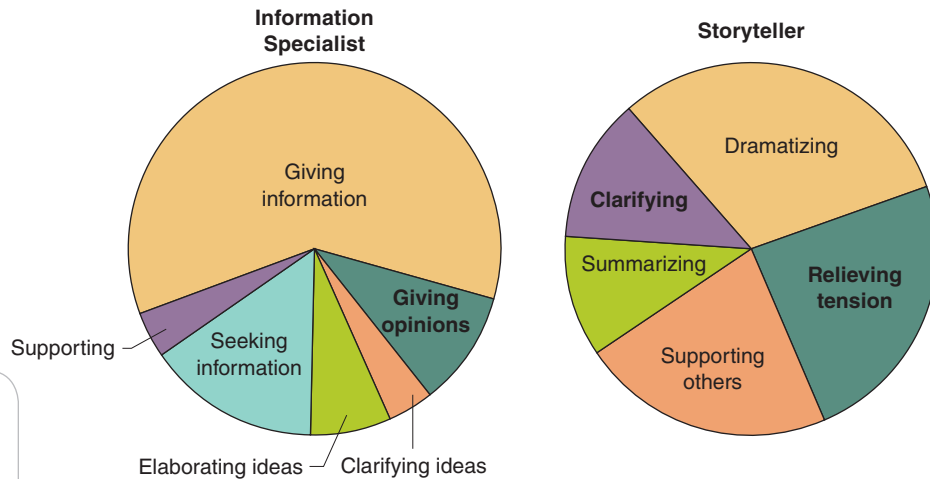 Information
Specialist
Giving
information
Giving
opinions
Clarifying ideas
Elaborating ideas
Seeking
information
Supporting
Storyteller
Dramatizing
Relieving
tension
Supporting
others
Summarizing
Clarifying